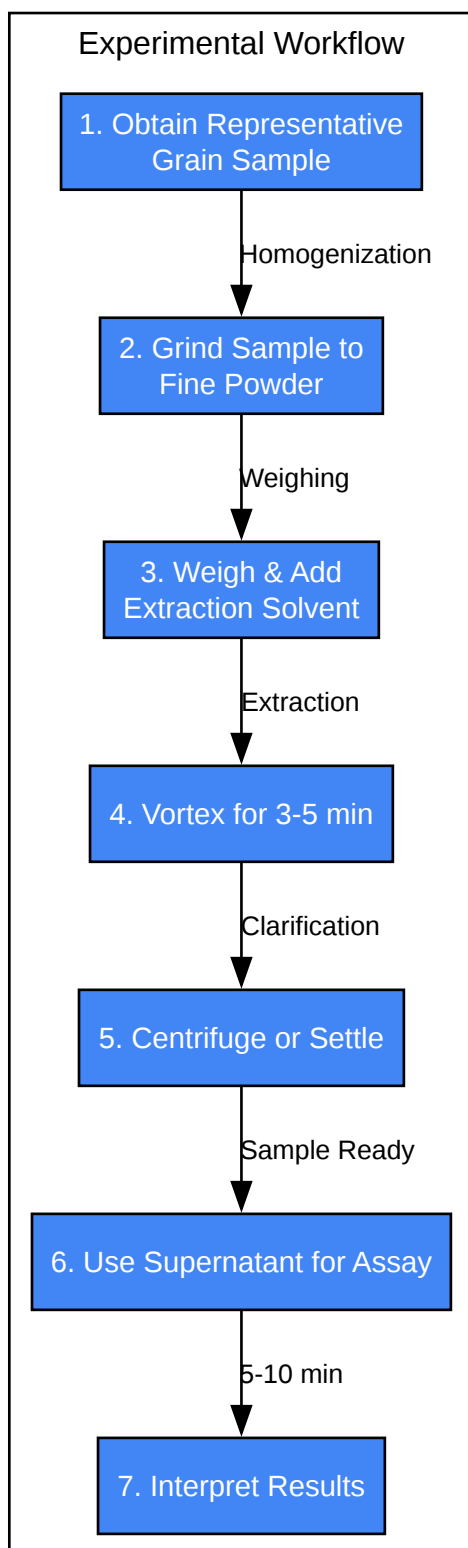 Experimental Workflow
1. Obtain Representative
Grain Sample
Homogenization
2. Grind Sample to
Fine Powder
Weighing
3. Weigh & Add
Extraction Solvent
Extraction
4. Vortex for 3-5 min
Clarification
5. Centrifuge or Settle
Sample Ready
6. Use Supernatant for Assay
5-10 min
7. Interpret Results